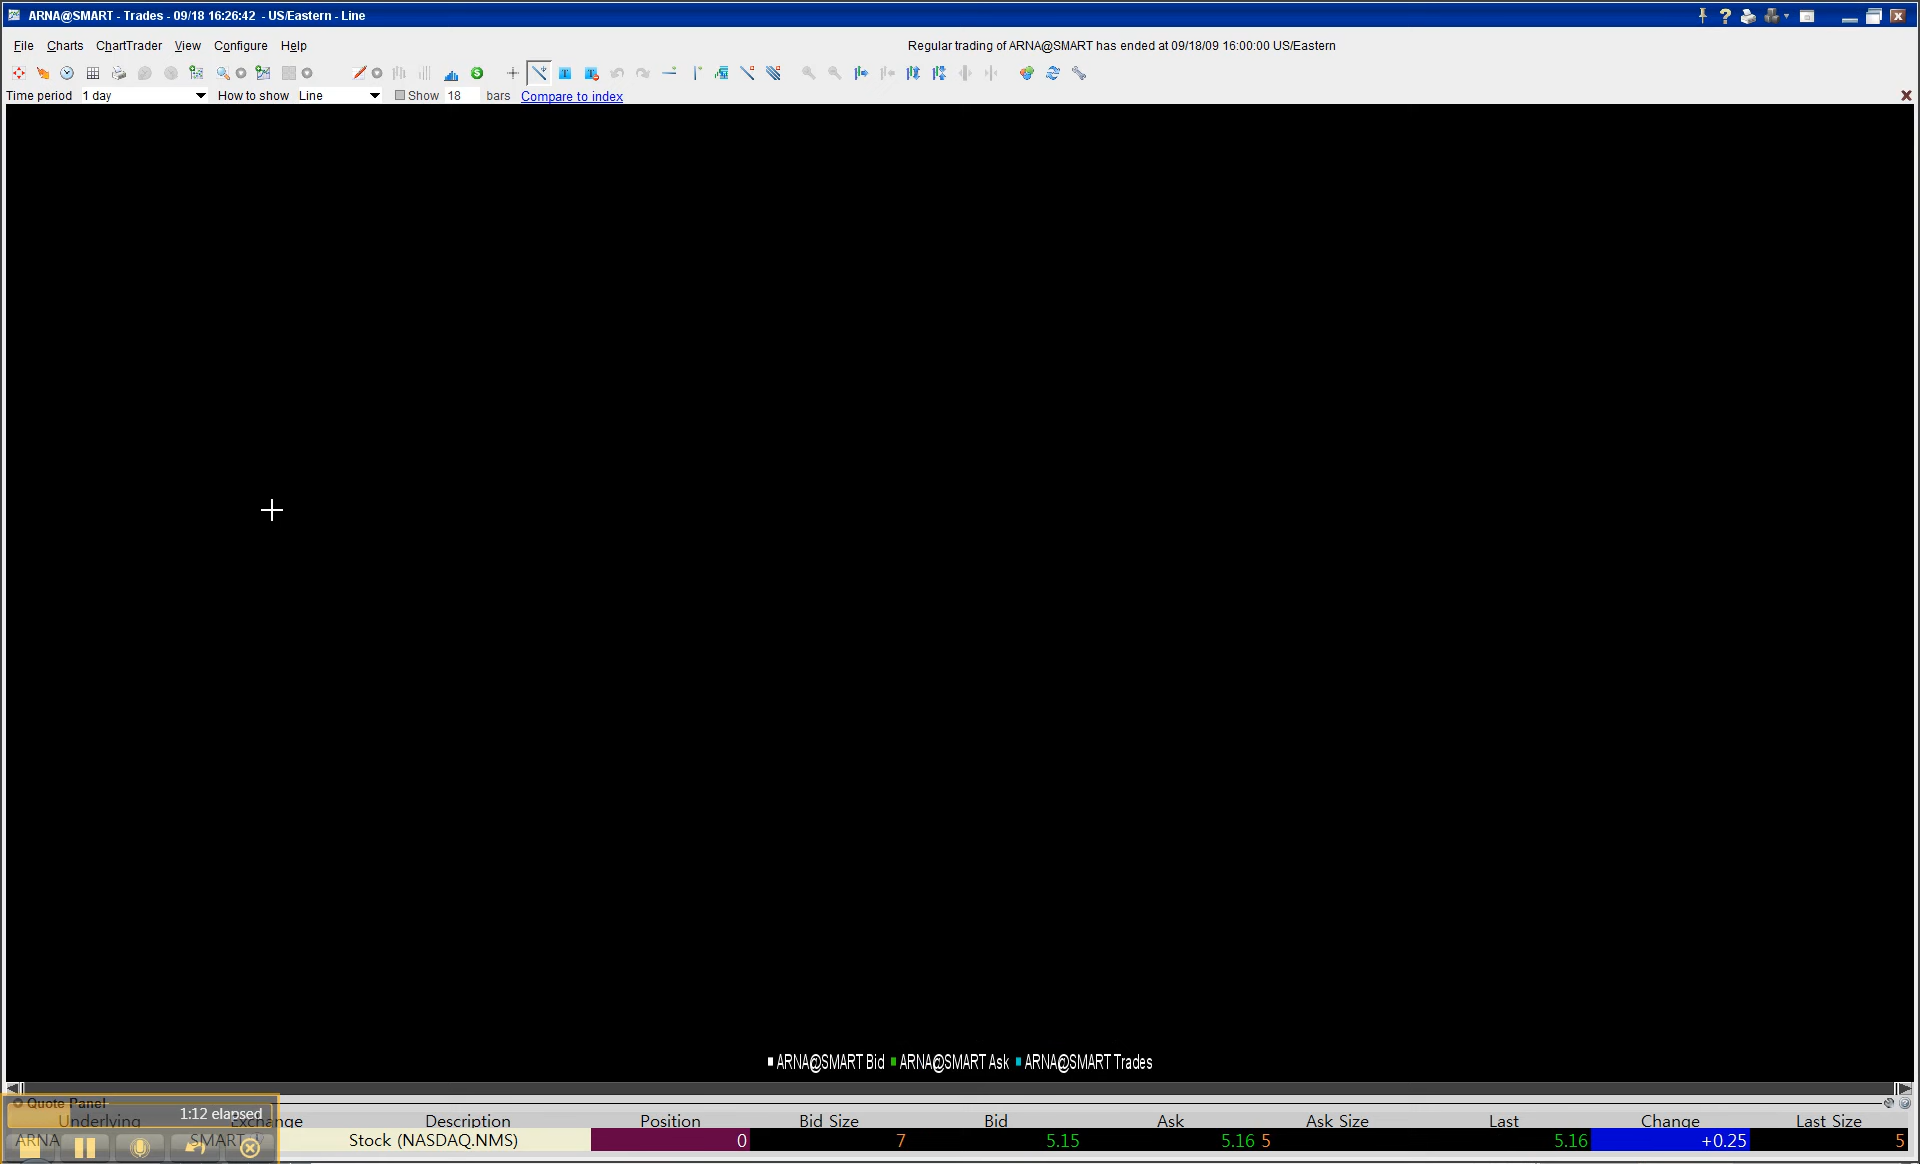 ARNA@SMART - Trades - 09/18 16:26:42 - US/Eastern - Line
File Charts ChartTrader View Configure Help Regular trading of ARNA@SMART has ended at 09/18/09 16:00:00 US/Eastern
Time period 1 day How to show Line Show 18 bars Compare to index
ARNA@SMART Bid ARNA@SMART Ask ARNA@SMART Trades
Quote Panel
1:12 elapsed
Underlying Exchange Description Position Bid Size Bid Ask Ask Size Last Change Last Size
ARNA SMART Stock (NASDAQ.NMS) 0 7 5.15 5.16 5 5.16 +0.25 5